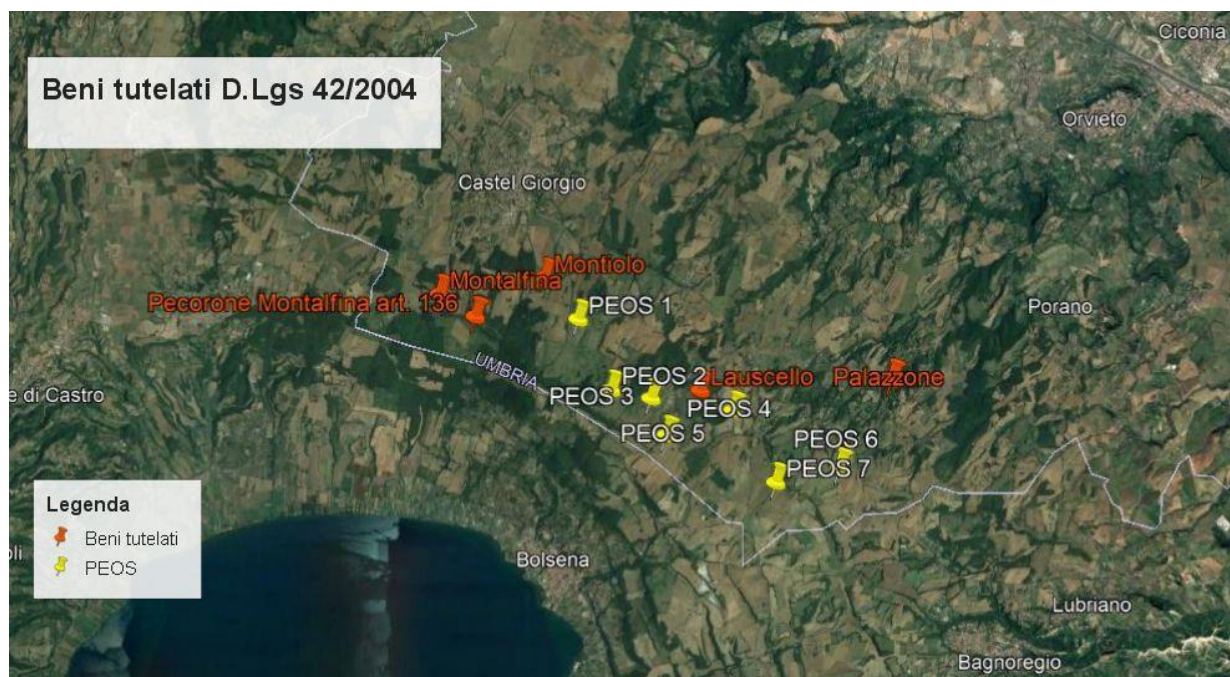 Ciconia
Beni tutelati D.Lgs 42/2004
Orvieto
Castel Giorgio
Montiolo
Montalfina
Pecorone Montalfina art. 136
PEOS 1
Porano
UMBRIA
PEOS 2
Lauscello
Palazzone
e di Castro
PEOS 3
PEOS 4
PEOS 5
PEOS 6
PEOS 7
Legenda
Beni tutelati
PEOS
oli
Bolsena
Lubriano
Bagnoregio